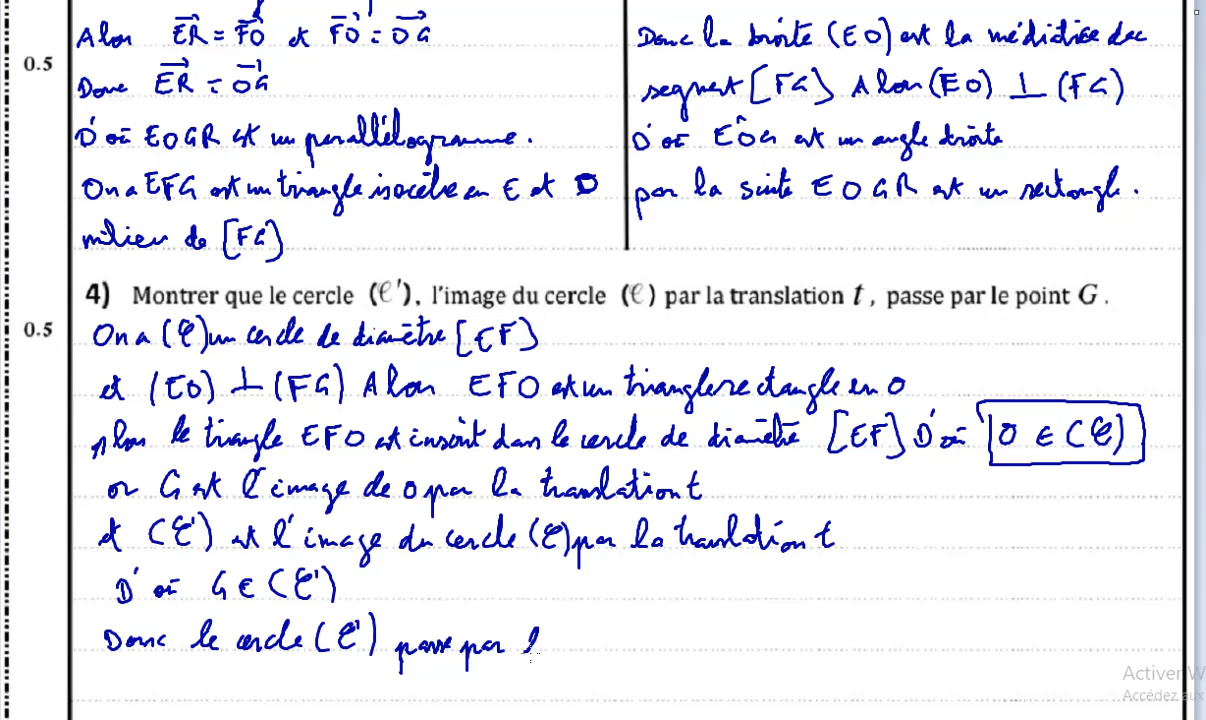 0.5
Alors ER = FO et FO = OG
Donc ER = OG
D'où EOGR est un parallélogramme.
On a EFG est un triangle isocèle en E et O
milieu de [FG]
Donc la droite (EO) est la médiatrice des
segment [FG] Alors (EO) ⊥ (FG)
D'où EÔG est un angle droite
par la suite EOGR est un rectangle.
4) Montrer que le cercle (C'), l'image du cercle (C) par la translation t, passe par le point G.
0.5
On a (C) un cercle de diamètre [EF]
et (EO) ⊥ (FG) Alors EFO est un triangle rectangle en O
Alors le triangle EFO est inscrit dans le cercle de diamètre [EF] D'où O ∈ (C)
or G est l'image de O par la translation t
et (C') est l'image du cercle (C) par la translation t
D'où G ∈ (C')
Donc le cercle (C') passe par l
Activer W
Accédez aux